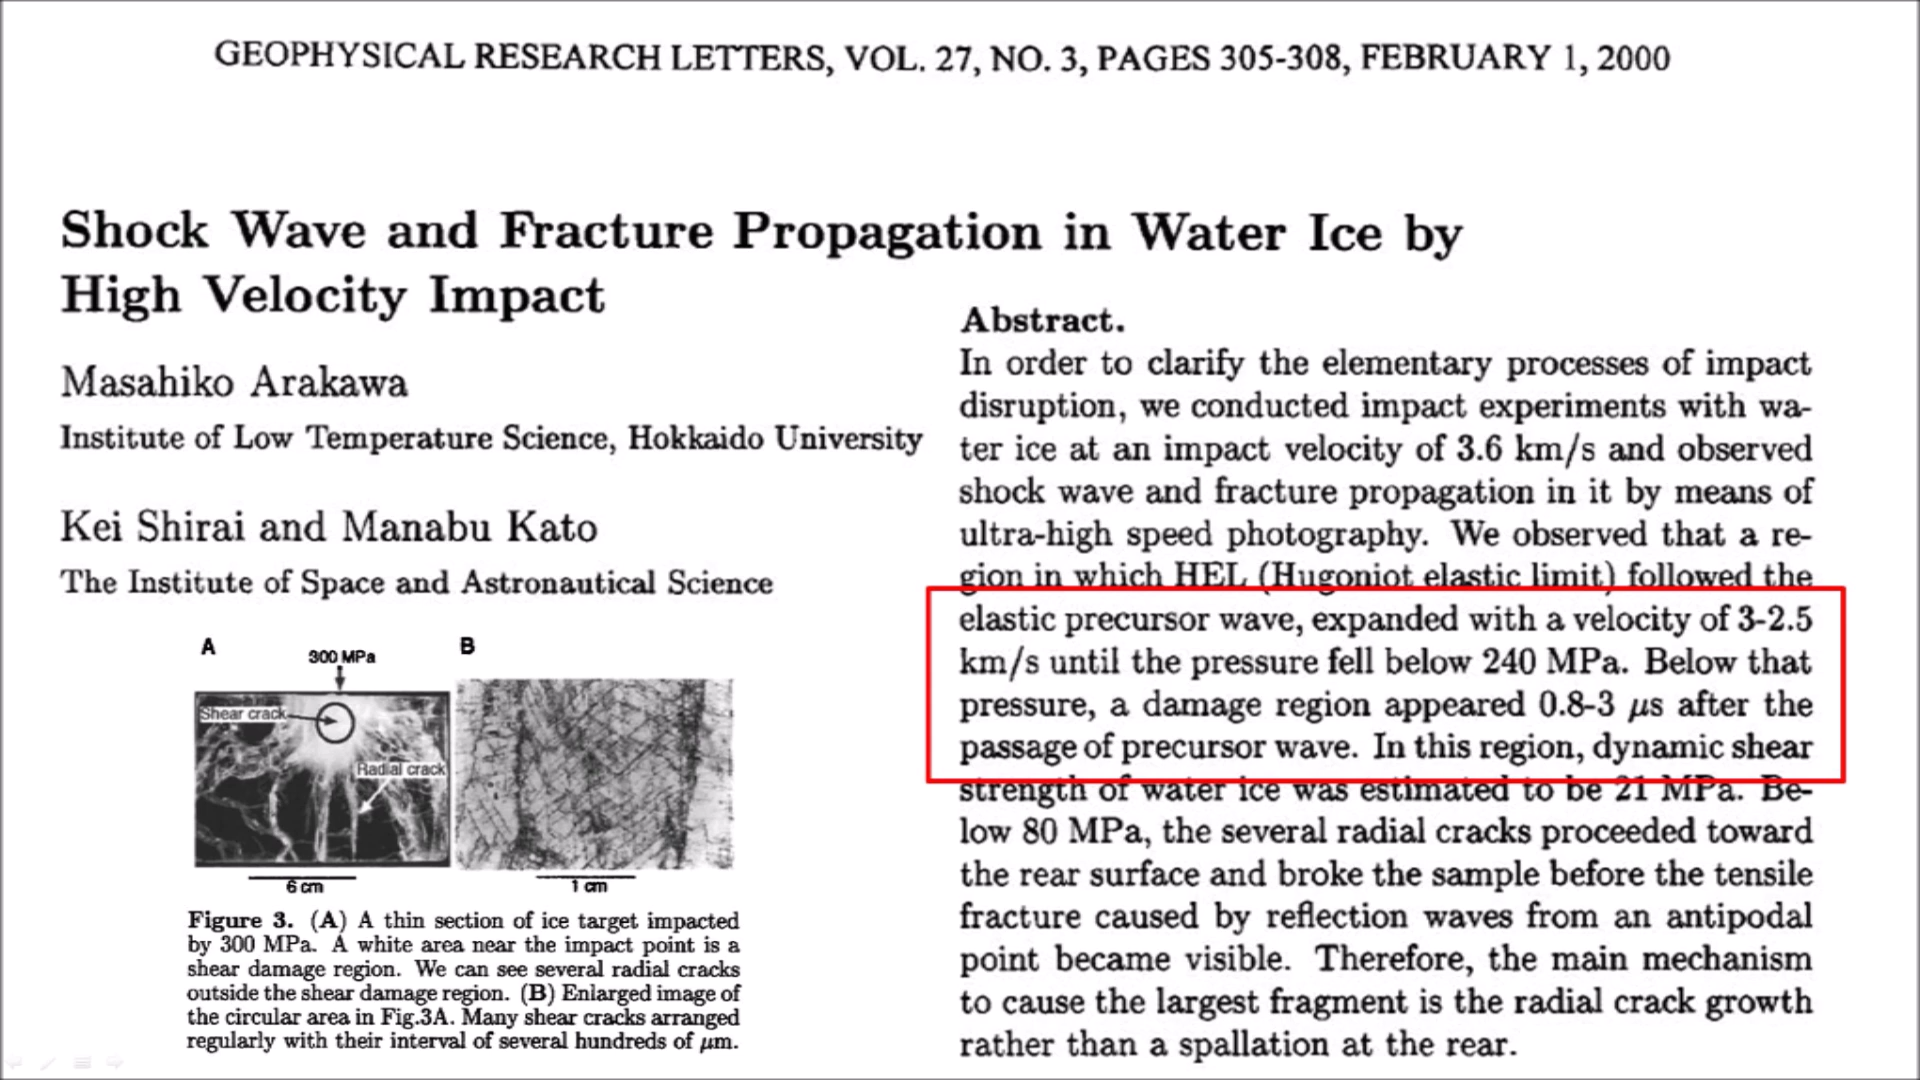 GEOPHYSICAL RESEARCH LETTERS, VOL. 27, NO. 3, PAGES 305-308, FEBRUARY 1, 2000
Shock Wave and Fracture Propagation in Water Ice by
High Velocity Impact
Masahiko Arakawa
Institute of Low Temperature Science, Hokkaido University
Kei Shirai and Manabu Kato
The Institute of Space and Astronautical Science
A
300 MPa
B
Shear crack
Radial crack
6 cm
1 cm
Figure 3. (A) A thin section of ice target impacted
by 300 MPa. A white area near the impact point is a
shear damage region. We can see several radial cracks
outside the shear damage region. (B) Enlarged image of
the circular area in Fig.3A. Many shear cracks arranged
regularly with their interval of several hundreds of μm.
Abstract.
In order to clarify the elementary processes of impact
disruption, we conducted impact experiments with wa-
ter ice at an impact velocity of 3.6 km/s and observed
shock wave and fracture propagation in it by means of
ultra-high speed photography. We observed that a re-
gion in which HEL (Hugoniot elastic limit) followed the
elastic precursor wave, expanded with a velocity of 3-2.5
km/s until the pressure fell below 240 MPa. Below that
pressure, a damage region appeared 0.8-3 μs after the
passage of precursor wave. In this region, dynamic shear
strength of water ice was estimated to be 21 MPa. Be-
low 80 MPa, the several radial cracks proceeded toward
the rear surface and broke the sample before the tensile
fracture caused by reflection waves from an antipodal
point became visible. Therefore, the main mechanism
to cause the largest fragment is the radial crack growth
rather than a spallation at the rear.